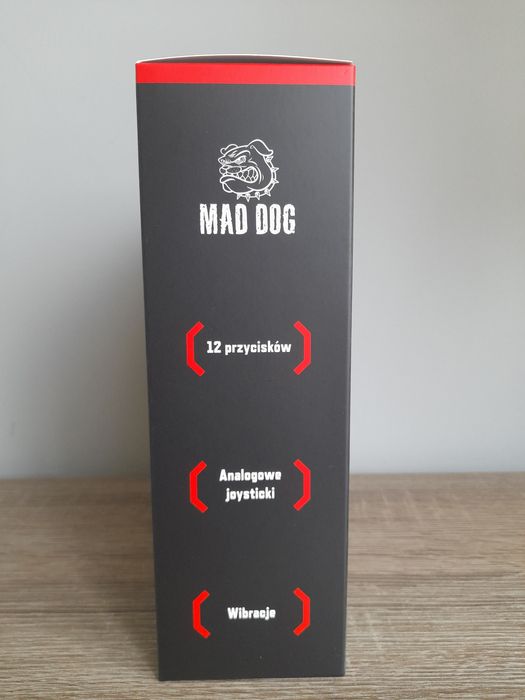 MAD DOG
12 przycisków
Analogowe
joysticki
Wibracje